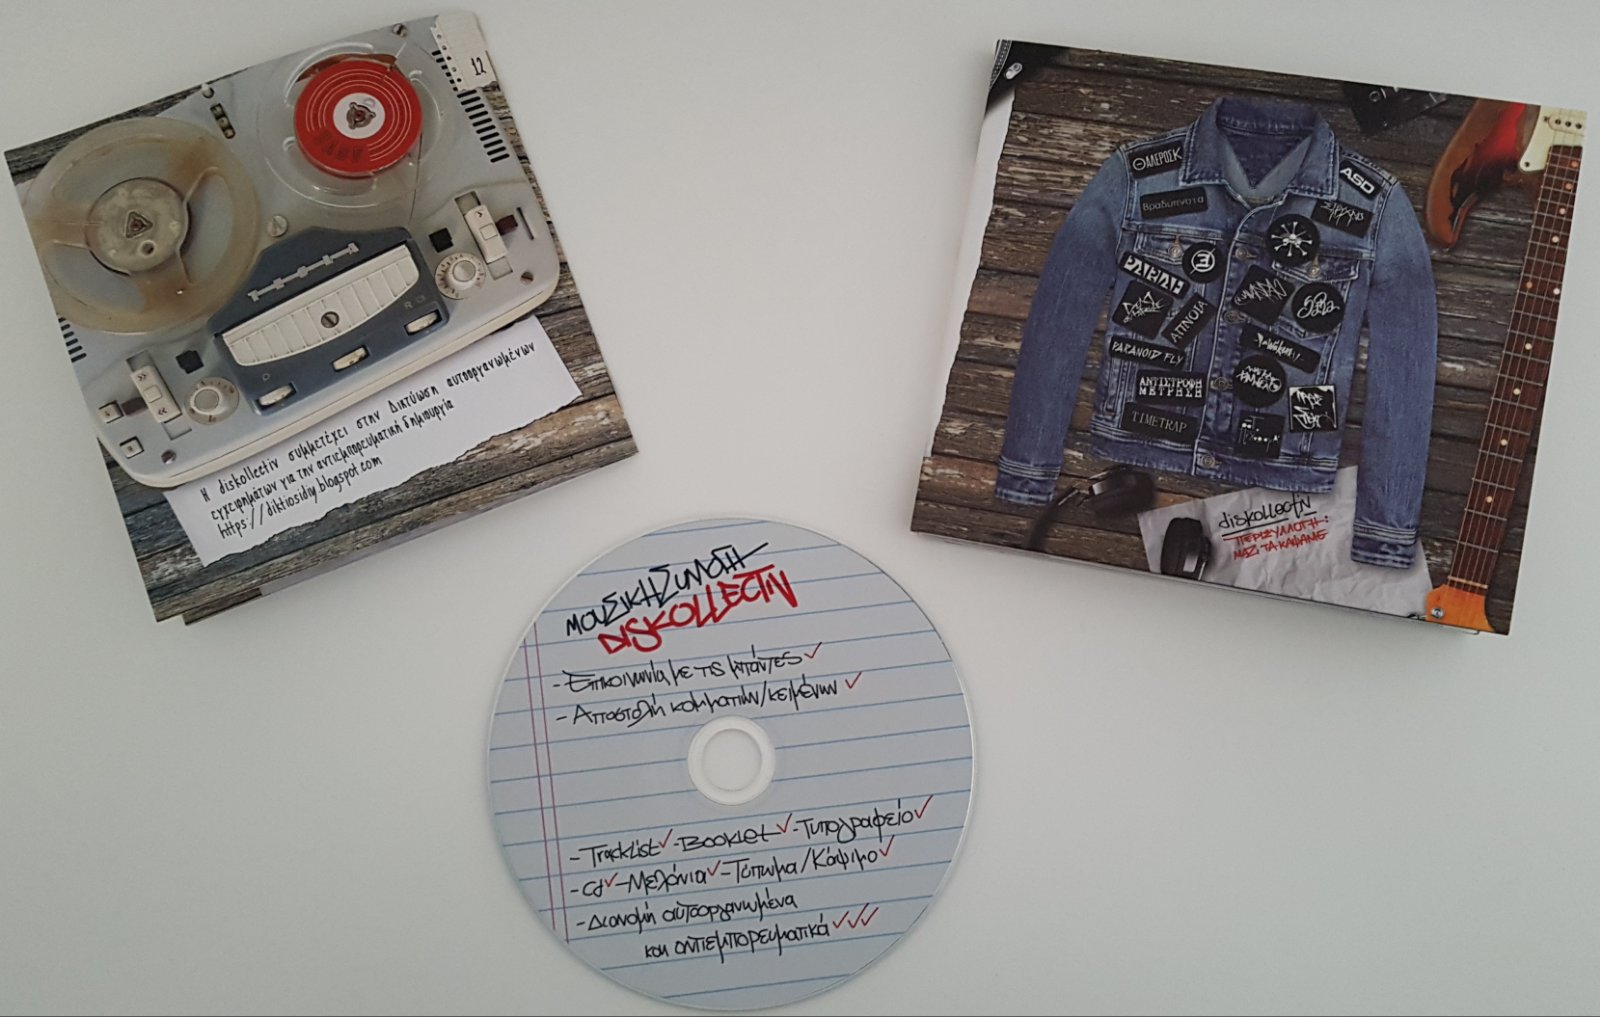 12
Η diskollectiv συμμετέχει στην Δικτύωση αυτοοργανωμένων
εγχειρημάτων για την αντιεμπορευματική δημιουργία
https://diktiosidiy.blogspot.com
ΘΑΛΕΡΟΣΚ
ASD
Βραδυπνοια
ΑΠΝΟΙΑ
PARANOID FLY
ΑΝΤΙΣΤΡΟΦΗ
ΜΕΤΡΗΣΗ
TIMETRAP
diskollectiv
ΜΑΖΙ ΤΑ ΚΑΨΑΜΕ
ΜΟΥΣΙΚΗ ΣΥΛΛΟΓΗ
DISKOLLECTIV
- Επικοινωνία με τις μπάντες ✓
- Αποστολή κομματιών/κειμένων ✓
- Tracklist ✓ - Booklet ✓ - Τυπογραφείο ✓
- Cd ✓ - Μελάνια ✓ - Τύπωμα/Κάψιμο ✓
- Διανομή αυτοοργανωμένα
και αντιεμπορευματικά ✓✓✓